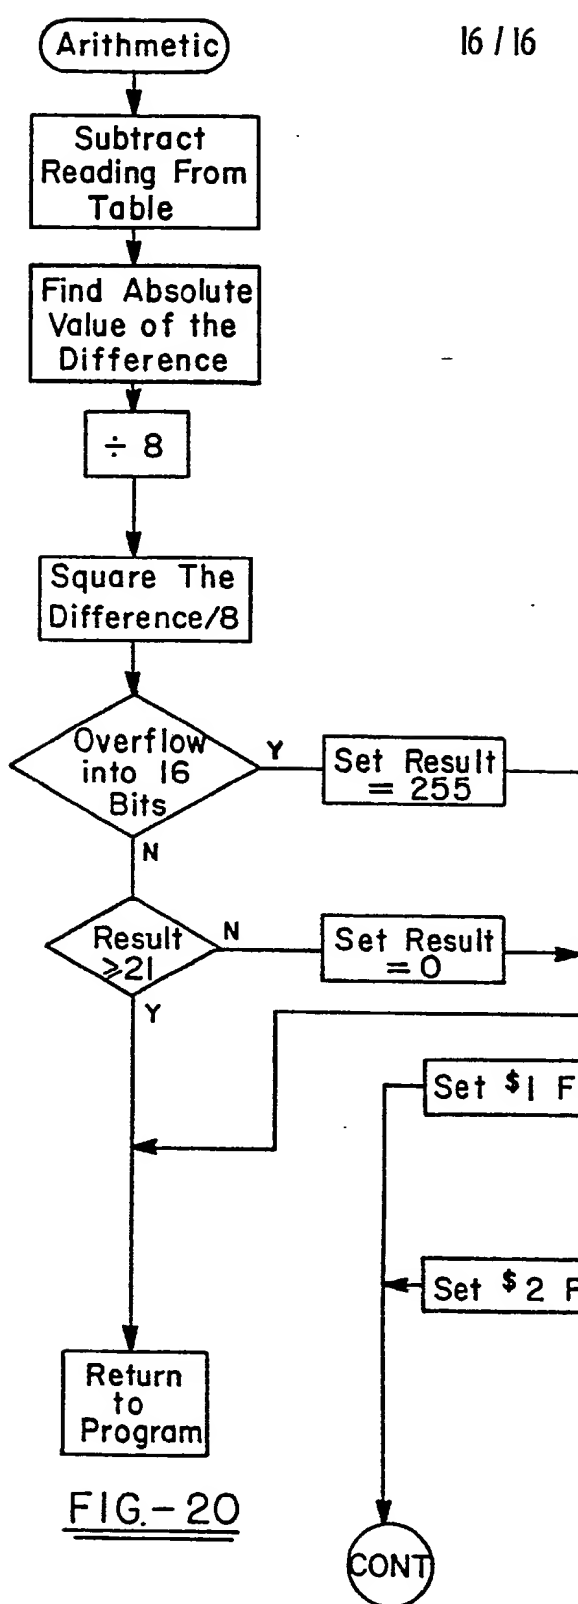 16 / 16
Arithmetic
Subtract
Reading From
Table
Find Absolute
Value of the
Difference
÷ 8
Square The
Difference/8
Overflow
into 16
Bits
Y
Set Result
= 255
N
Result
⩾21
N
Set Result
=0
Y
Set $1 F
Set $2 F
Return
to
Program
FIG.-20
CONT